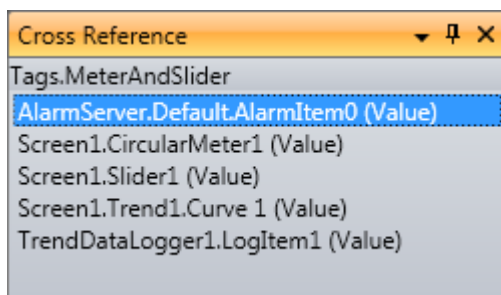 Cross Reference
Tags.MeterAndSlider
AlarmServer.Default.AlarmItem0 (Value)
Screen1.CircularMeter1 (Value)
Screen1.Slider1 (Value)
Screen1.Trend1.Curve 1 (Value)
TrendDataLogger1.LogItem1 (Value)